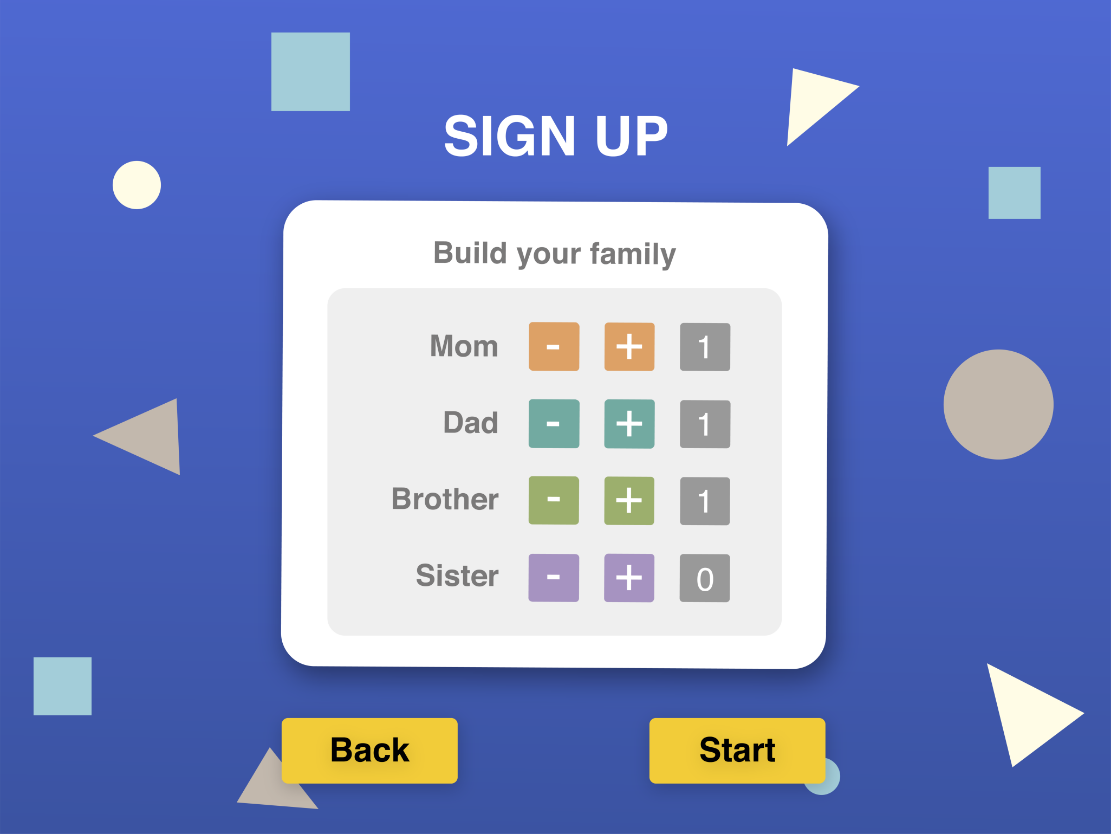 SIGN UP
Build your family
Mom - + 1
Dad - + 1
Brother - + 1
Sister - + 0
Back Start